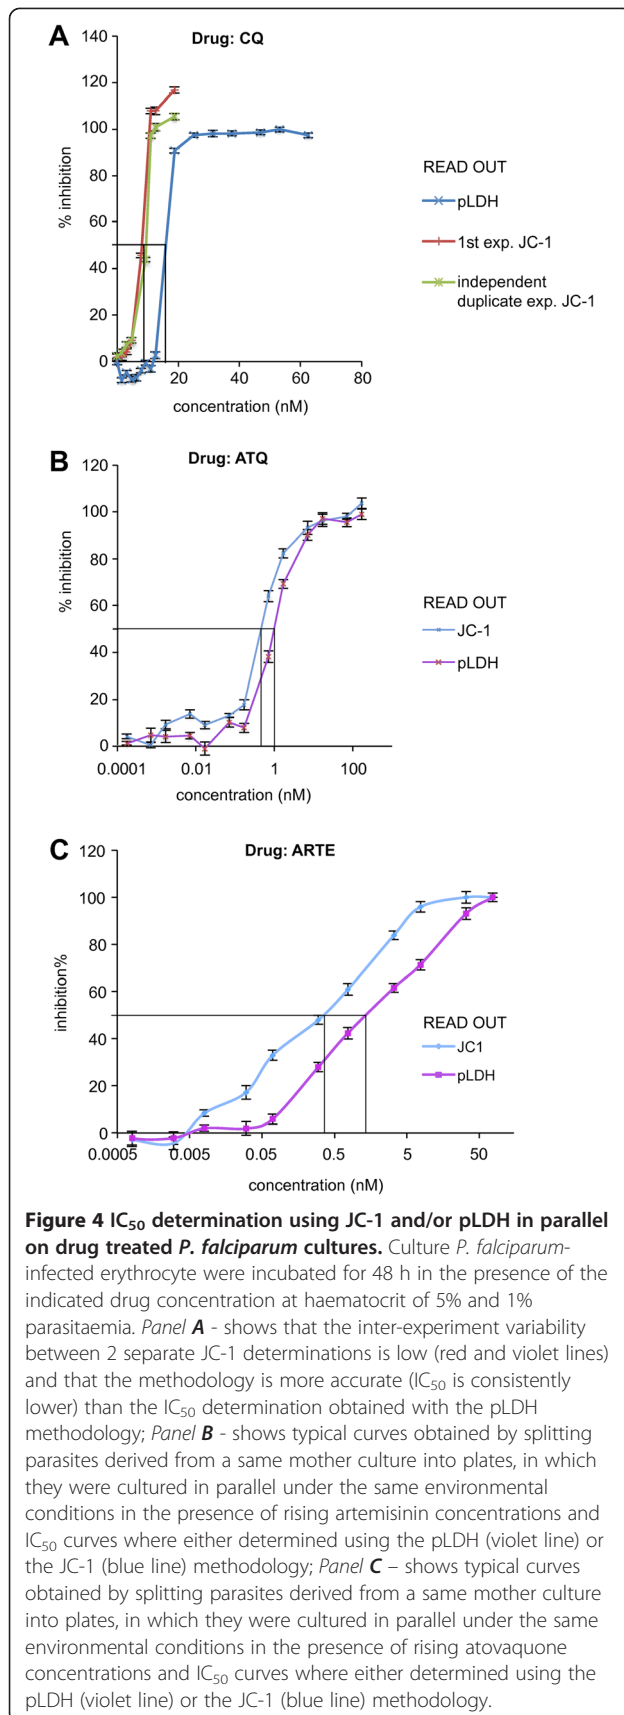 A
Drug: CQ
140
120
100
80
60
40
20
0
20
40
60
80
% inhibition
concentration (nM)
READ OUT
pLDH
1st exp. JC-1
independent
duplicate exp. JC-1
B
Drug: ATQ
120
100
80
60
40
20
0
0.0001
0.01
1
100
% inhibition
concentration (nM)
READ OUT
JC-1
pLDH
C
Drug: ARTE
120
100
80
60
40
20
0
0.0005
0.005
0.05
0.5
5
50
inhibition%
concentration (nM)
READ OUT
JC1
pLDH
Figure 4 IC50 determination using JC-1 and/or pLDH in parallel
on drug treated P. falciparum cultures. Culture P. falciparum-
infected erythrocyte were incubated for 48 h in the presence of the
indicated drug concentration at haematocrit of 5% and 1%
parasitaemia. Panel A - shows that the inter-experiment variability
between 2 separate JC-1 determinations is low (red and violet lines)
and that the methodology is more accurate (IC50 is consistently
lower) than the IC50 determination obtained with the pLDH
methodology; Panel B - shows typical curves obtained by splitting
parasites derived from a same mother culture into plates, in which
they were cultured in parallel under the same environmental
conditions in the presence of rising artemisinin concentrations and
IC50 curves where either determined using the pLDH (violet line) or
the JC-1 (blue line) methodology; Panel C – shows typical curves
obtained by splitting parasites derived from a same mother culture
into plates, in which they were cultured in parallel under the same
environmental conditions in the presence of rising atovaquone
concentrations and IC50 curves where either determined using the
pLDH (violet line) or the JC-1 (blue line) methodology.